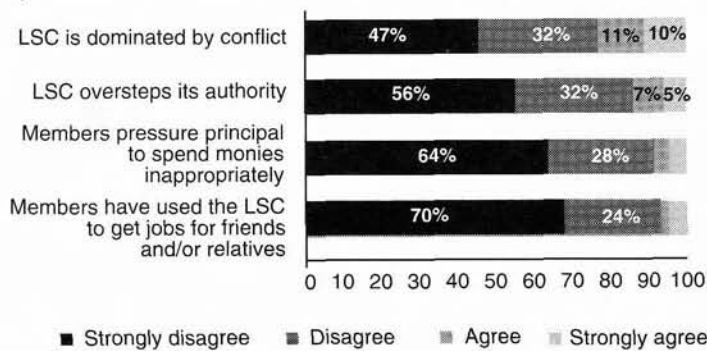 LSC is dominated by conflict
47% 32% 11% 10%
LSC oversteps its authority
56% 32% 7% 5%
Members pressure principal
to spend monies
inappropriately
64% 28%
Members have used the LSC
to get jobs for friends
and/or relatives
70% 24%
0 10 20 30 40 50 60 70 80 90 100
Strongly disagree Disagree Agree Strongly agree